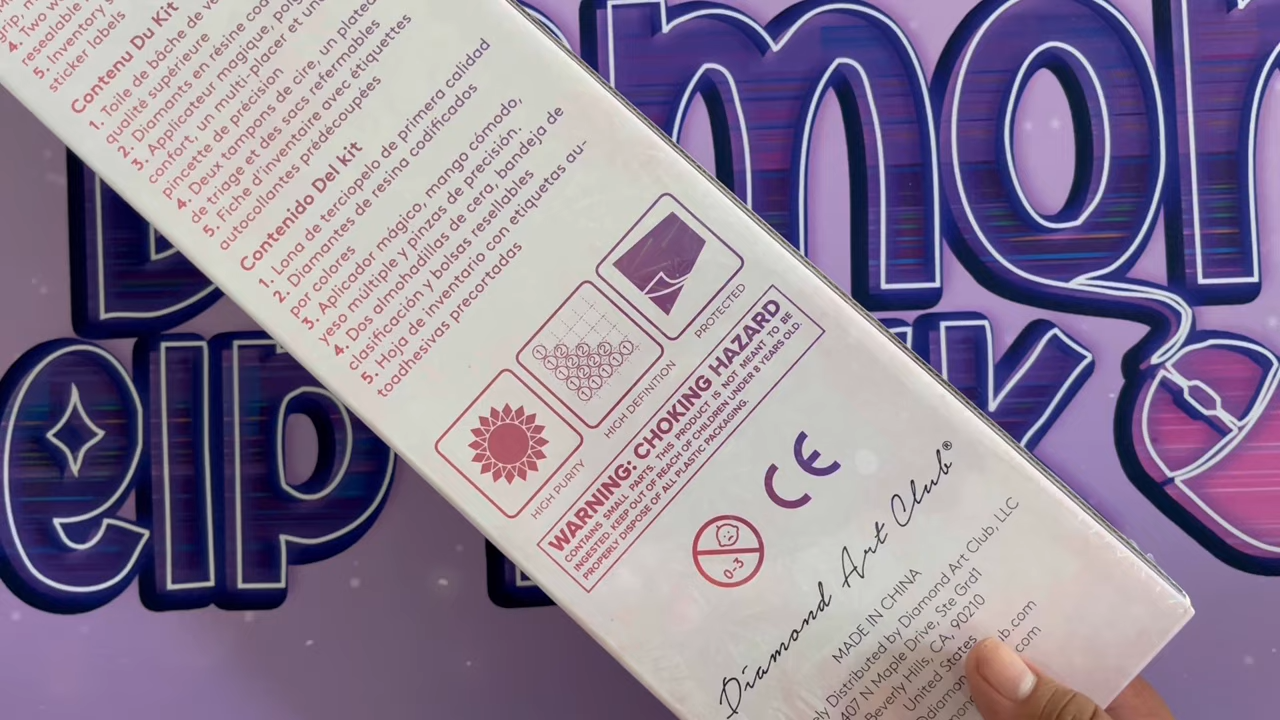 4. Two w
resealable
5. Inventory s
sticker labels
Contenu Du Kit
1. Toile de bâche de ve
qualité supérieure
2. Diamants en résine cod
3. Applicateur magique, poig
confort, un multi-placer et un
pincette de précision
4. Deux tampons de cire, un platea
de triage et des sacs refermables
5. Fiche d'inventaire avec étiquettes
autocollantes prédécoupées
Contenido Del kit
1. Lona de terciopelo de primera calidad
2. Diamantes de resina codificados
por colores
3. Aplicador mágico, mango cómodo,
yeso múltiple y pinzas de precisión.
4. Dos almohadillas de cera, bandeja de
clasificación y bolsas resellables
5. Hoja de inventario con etiquetas au-
toadhesivas precortadas
HIGH PURITY
HIGH DEFINITION
PROTECTED
WARNING: CHOKING HAZARD
CONTAINS SMALL PARTS. THIS PRODUCT IS NOT MEANT TO BE
INGESTED. KEEP OUT OF REACH OF CHILDREN UNDER 8 YEARS OLD.
PROPERLY DISPOSE OF ALL PLASTIC PACKAGING.
0-3
CE
Diamond Art Club®
MADE IN CHINA
ely Distributed by Diamond Art Club, LLC
407 N Maple Drive, Ste Grd1
Beverly Hills, CA, 90210
United States
b.com
com
elp